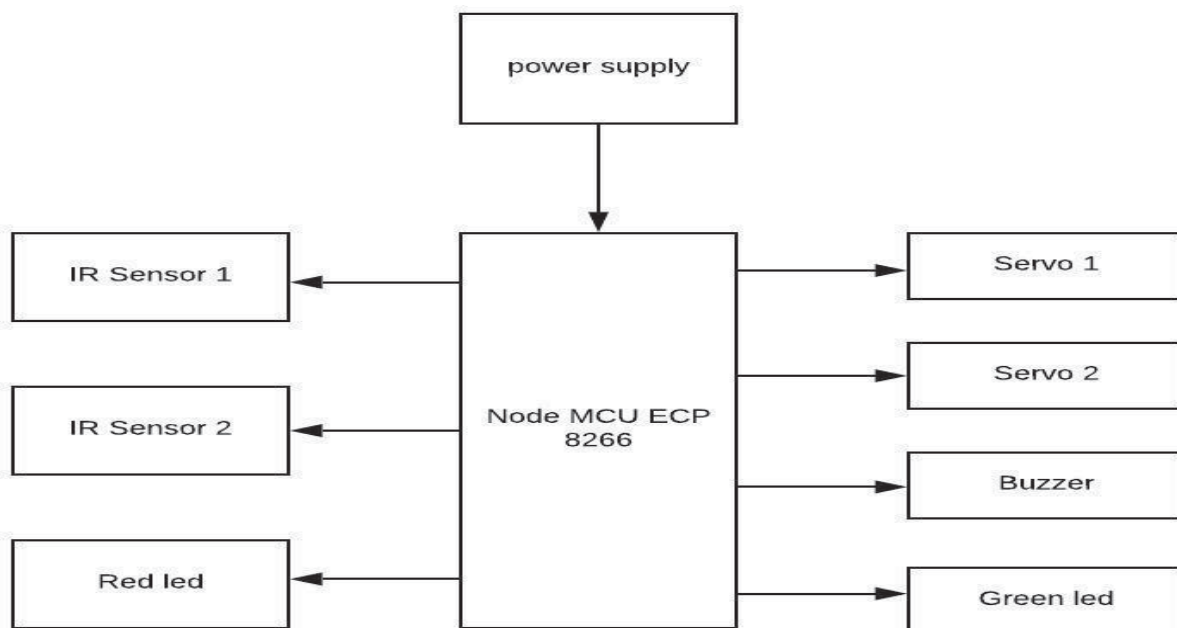 power supply
IR Sensor 1
Servo 1
IR Sensor 2
Servo 2
Node MCU ECP
8266
Buzzer
Red led
Green led